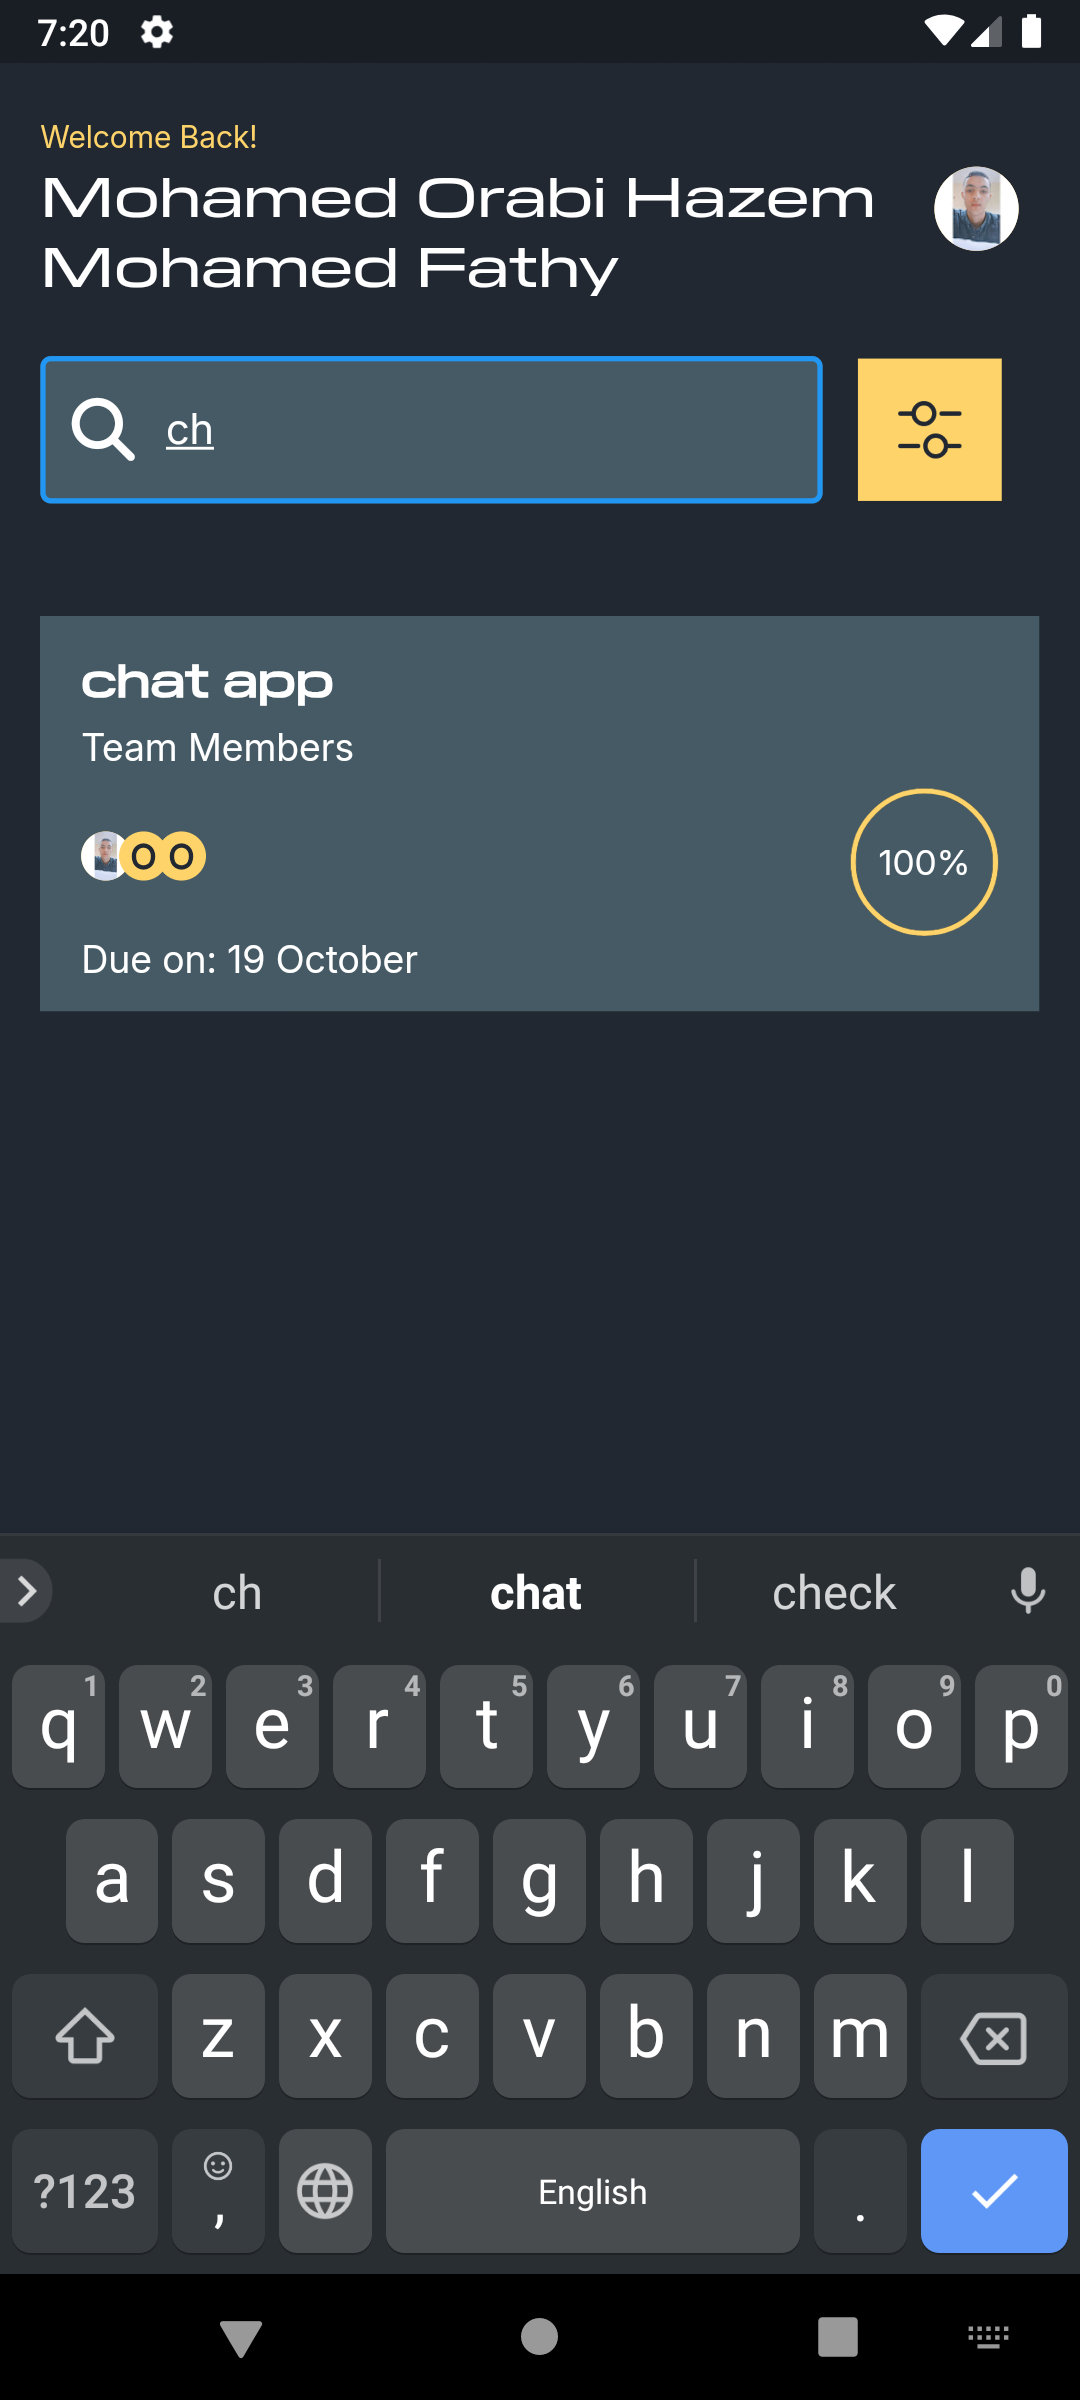 7:20
Welcome Back!
Mohamed Orabi Hazem
Mohamed Fathy
ch
chat app
Team Members
O O
100%
Due on: 19 October
ch chat check
1 2 3 4 5 6 7 8 9 0
q w e r t y u i o p
a s d f g h j k l
z x c v b n m
?123 , English .